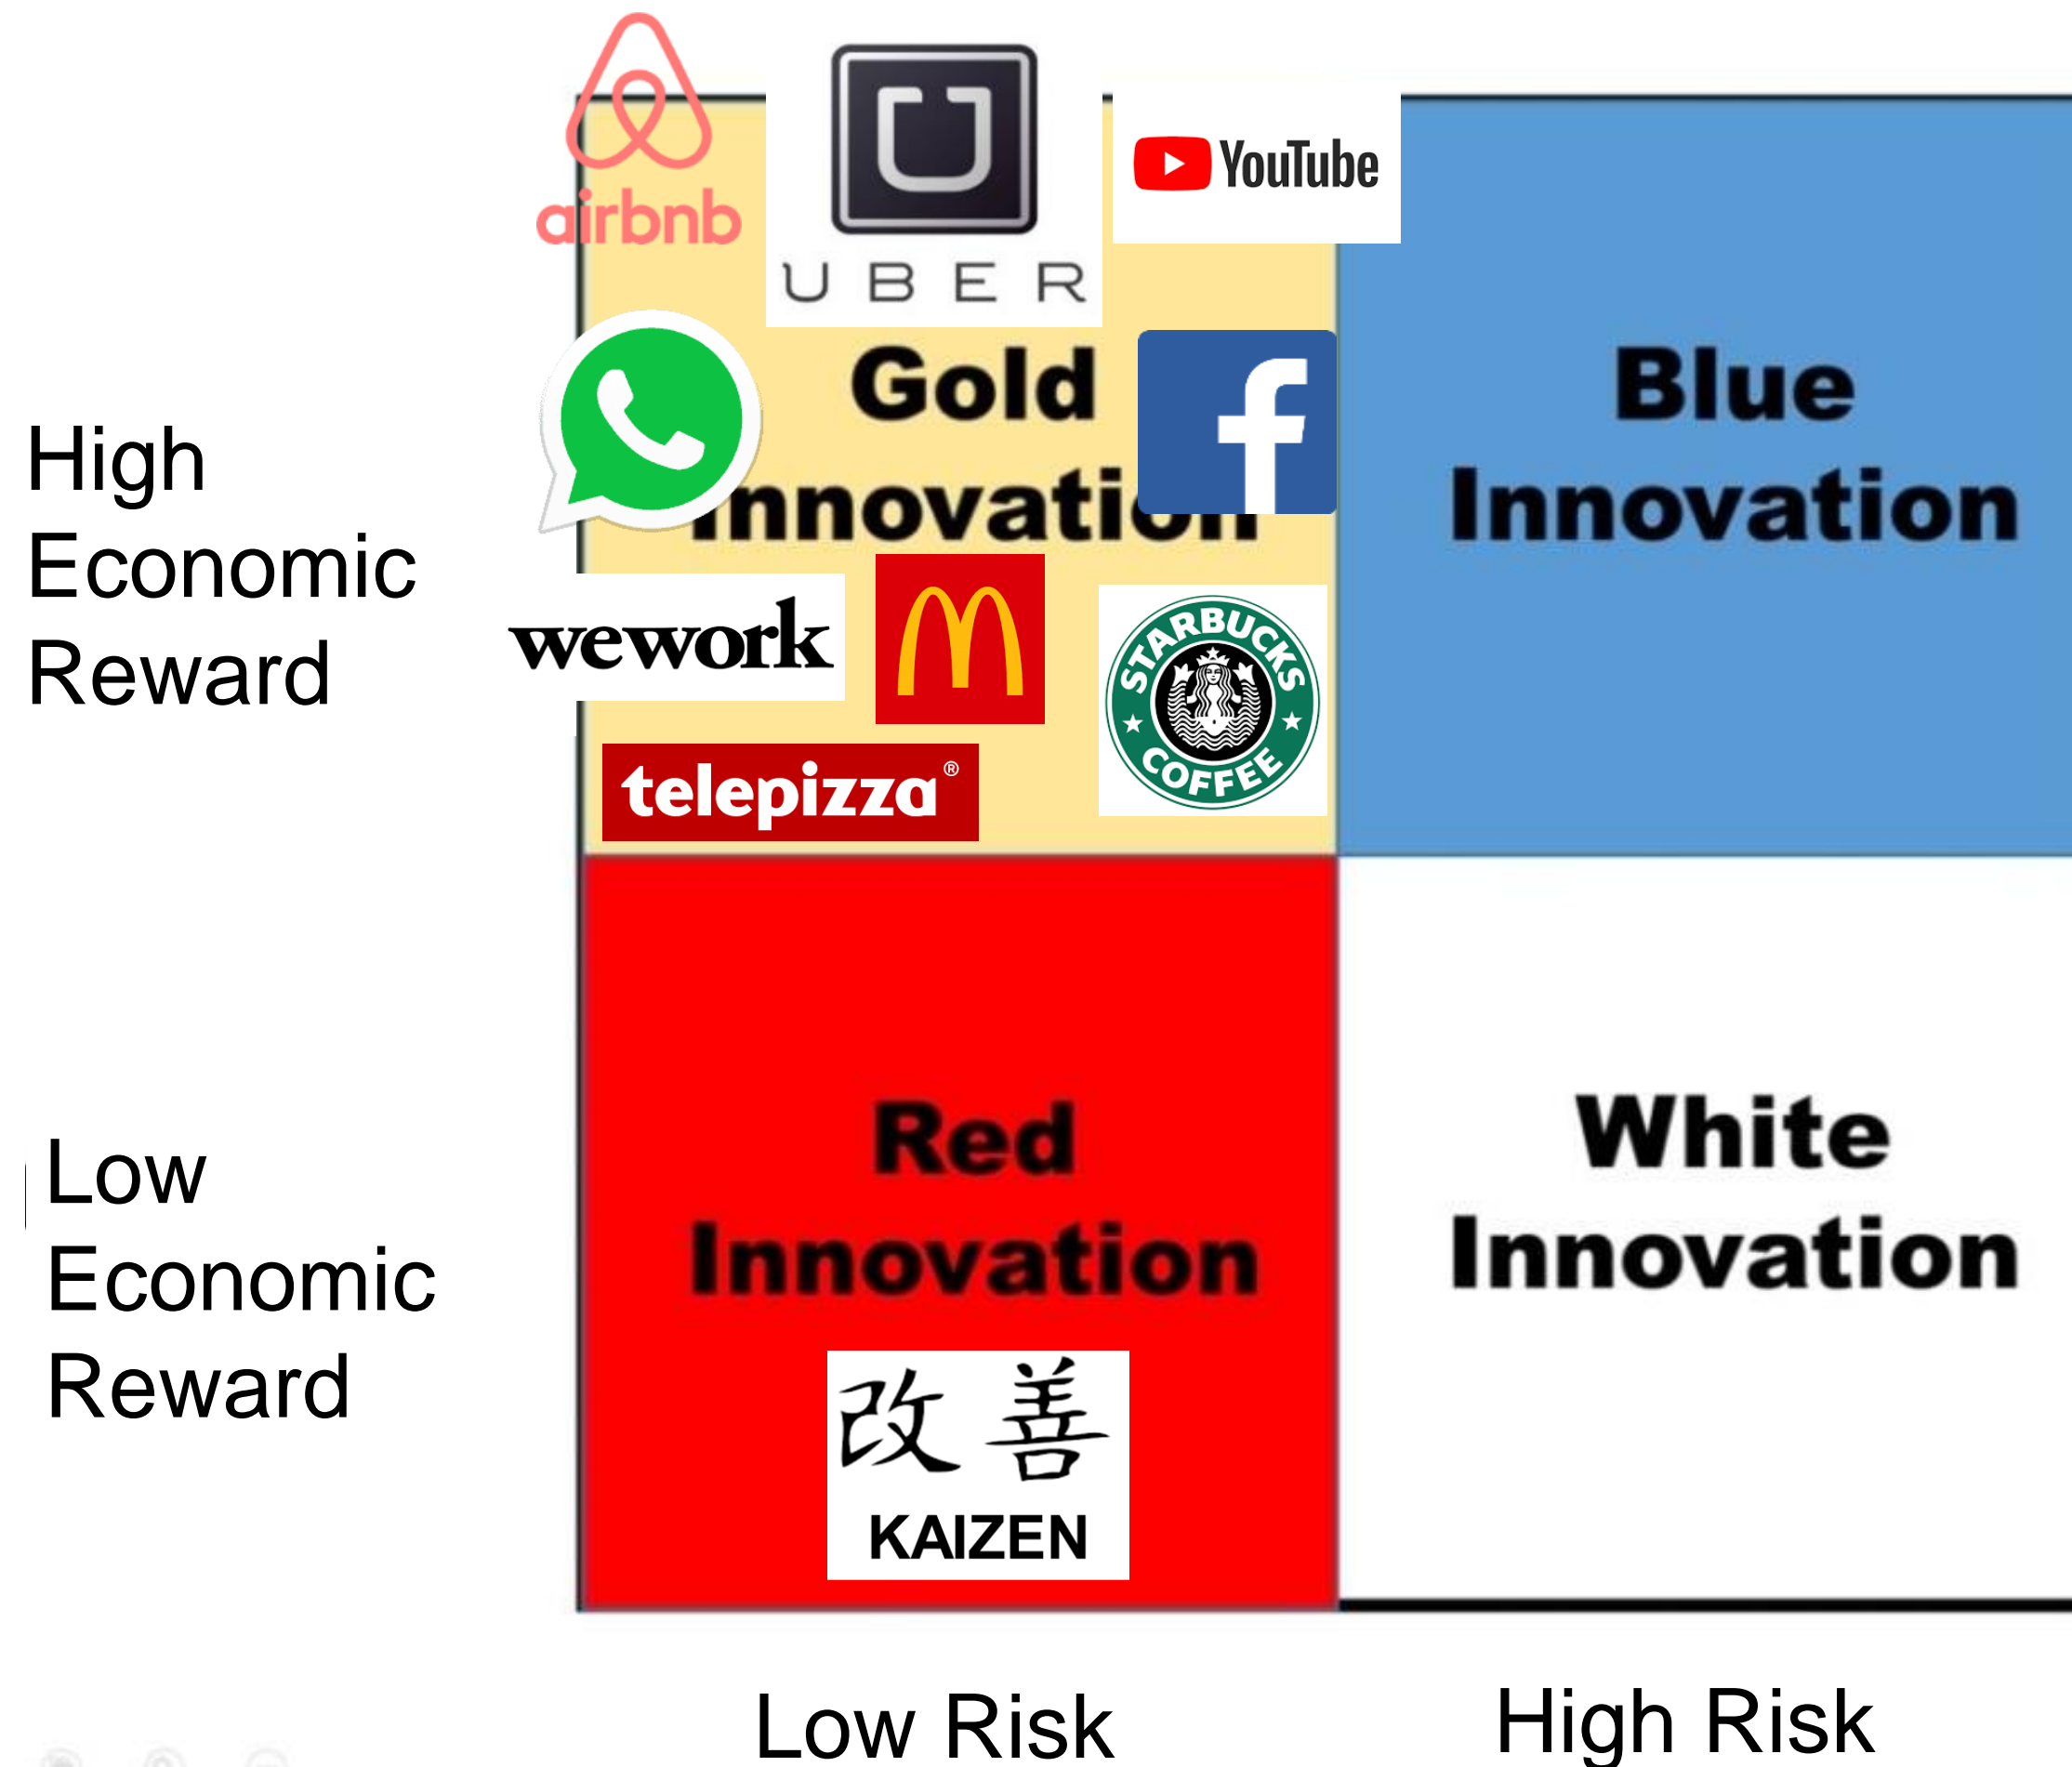 airbnb
UBER
YouTube
High
Economic
Reward
Gold
Innovation
Blue
Innovation
wework
STARBUCKS
COFFEE
telepizza®
Low
Economic
Reward
Red
Innovation
White
Innovation
改善
KAIZEN
Low Risk
High Risk